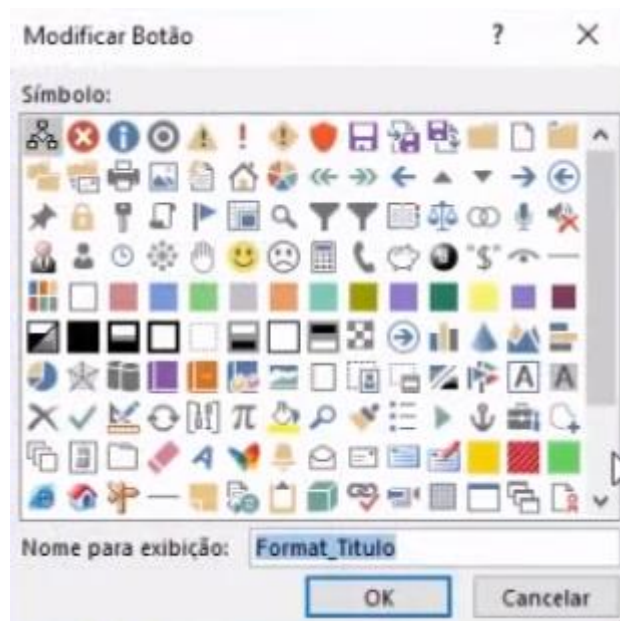 Modificar Botão ? ×
Símbolo:
"$"
π
A A
A
Nome para exibição: Format_Titulo
OK Cancelar